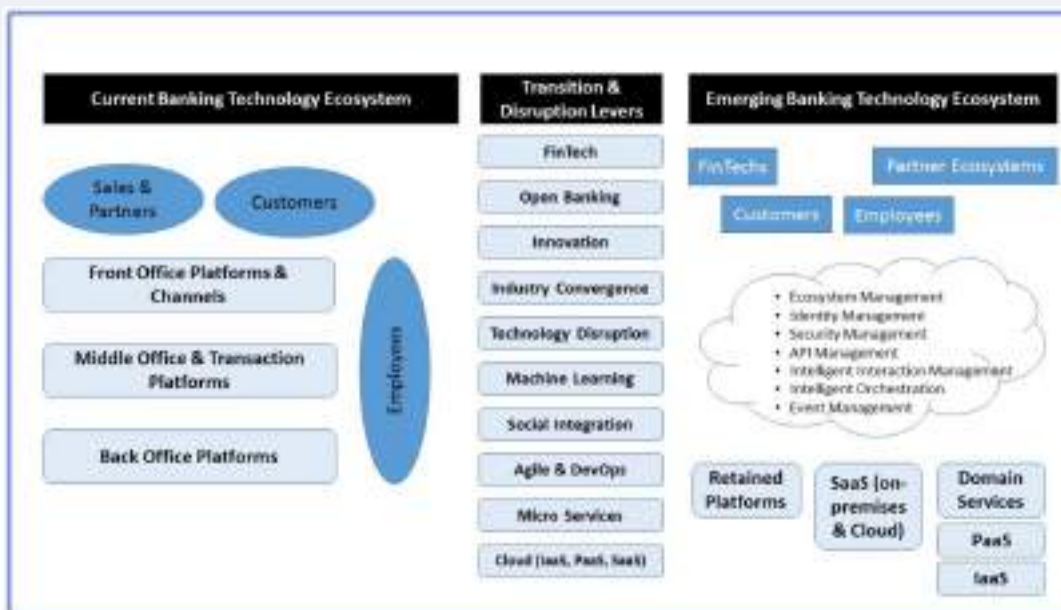 Current Banking Technology Ecosystem
Sales &
Partners
Customers
Front Office Platforms &
Channels
Middle Office & Transaction
Platforms
Back Office Platforms
Employees
Transition &
Disruption Levers
FinTech
Open Banking
Innovation
Industry Convergence
Technology Disruption
Machine Learning
Social Integration
Agile & DevOps
Micro Services
Cloud (IaaS, PaaS, SaaS)
Emerging Banking Technology Ecosystem
FinTechs
Partner Ecosystems
Customers
Employees
• Ecosystem Management
• Identity Management
• Security Management
• API Management
• Intelligent Interaction Management
• Intelligent Orchestration
• Event Management
Retained
Platforms
SaaS (on-
premises
& Cloud)
Domain
Services
PaaS
IaaS